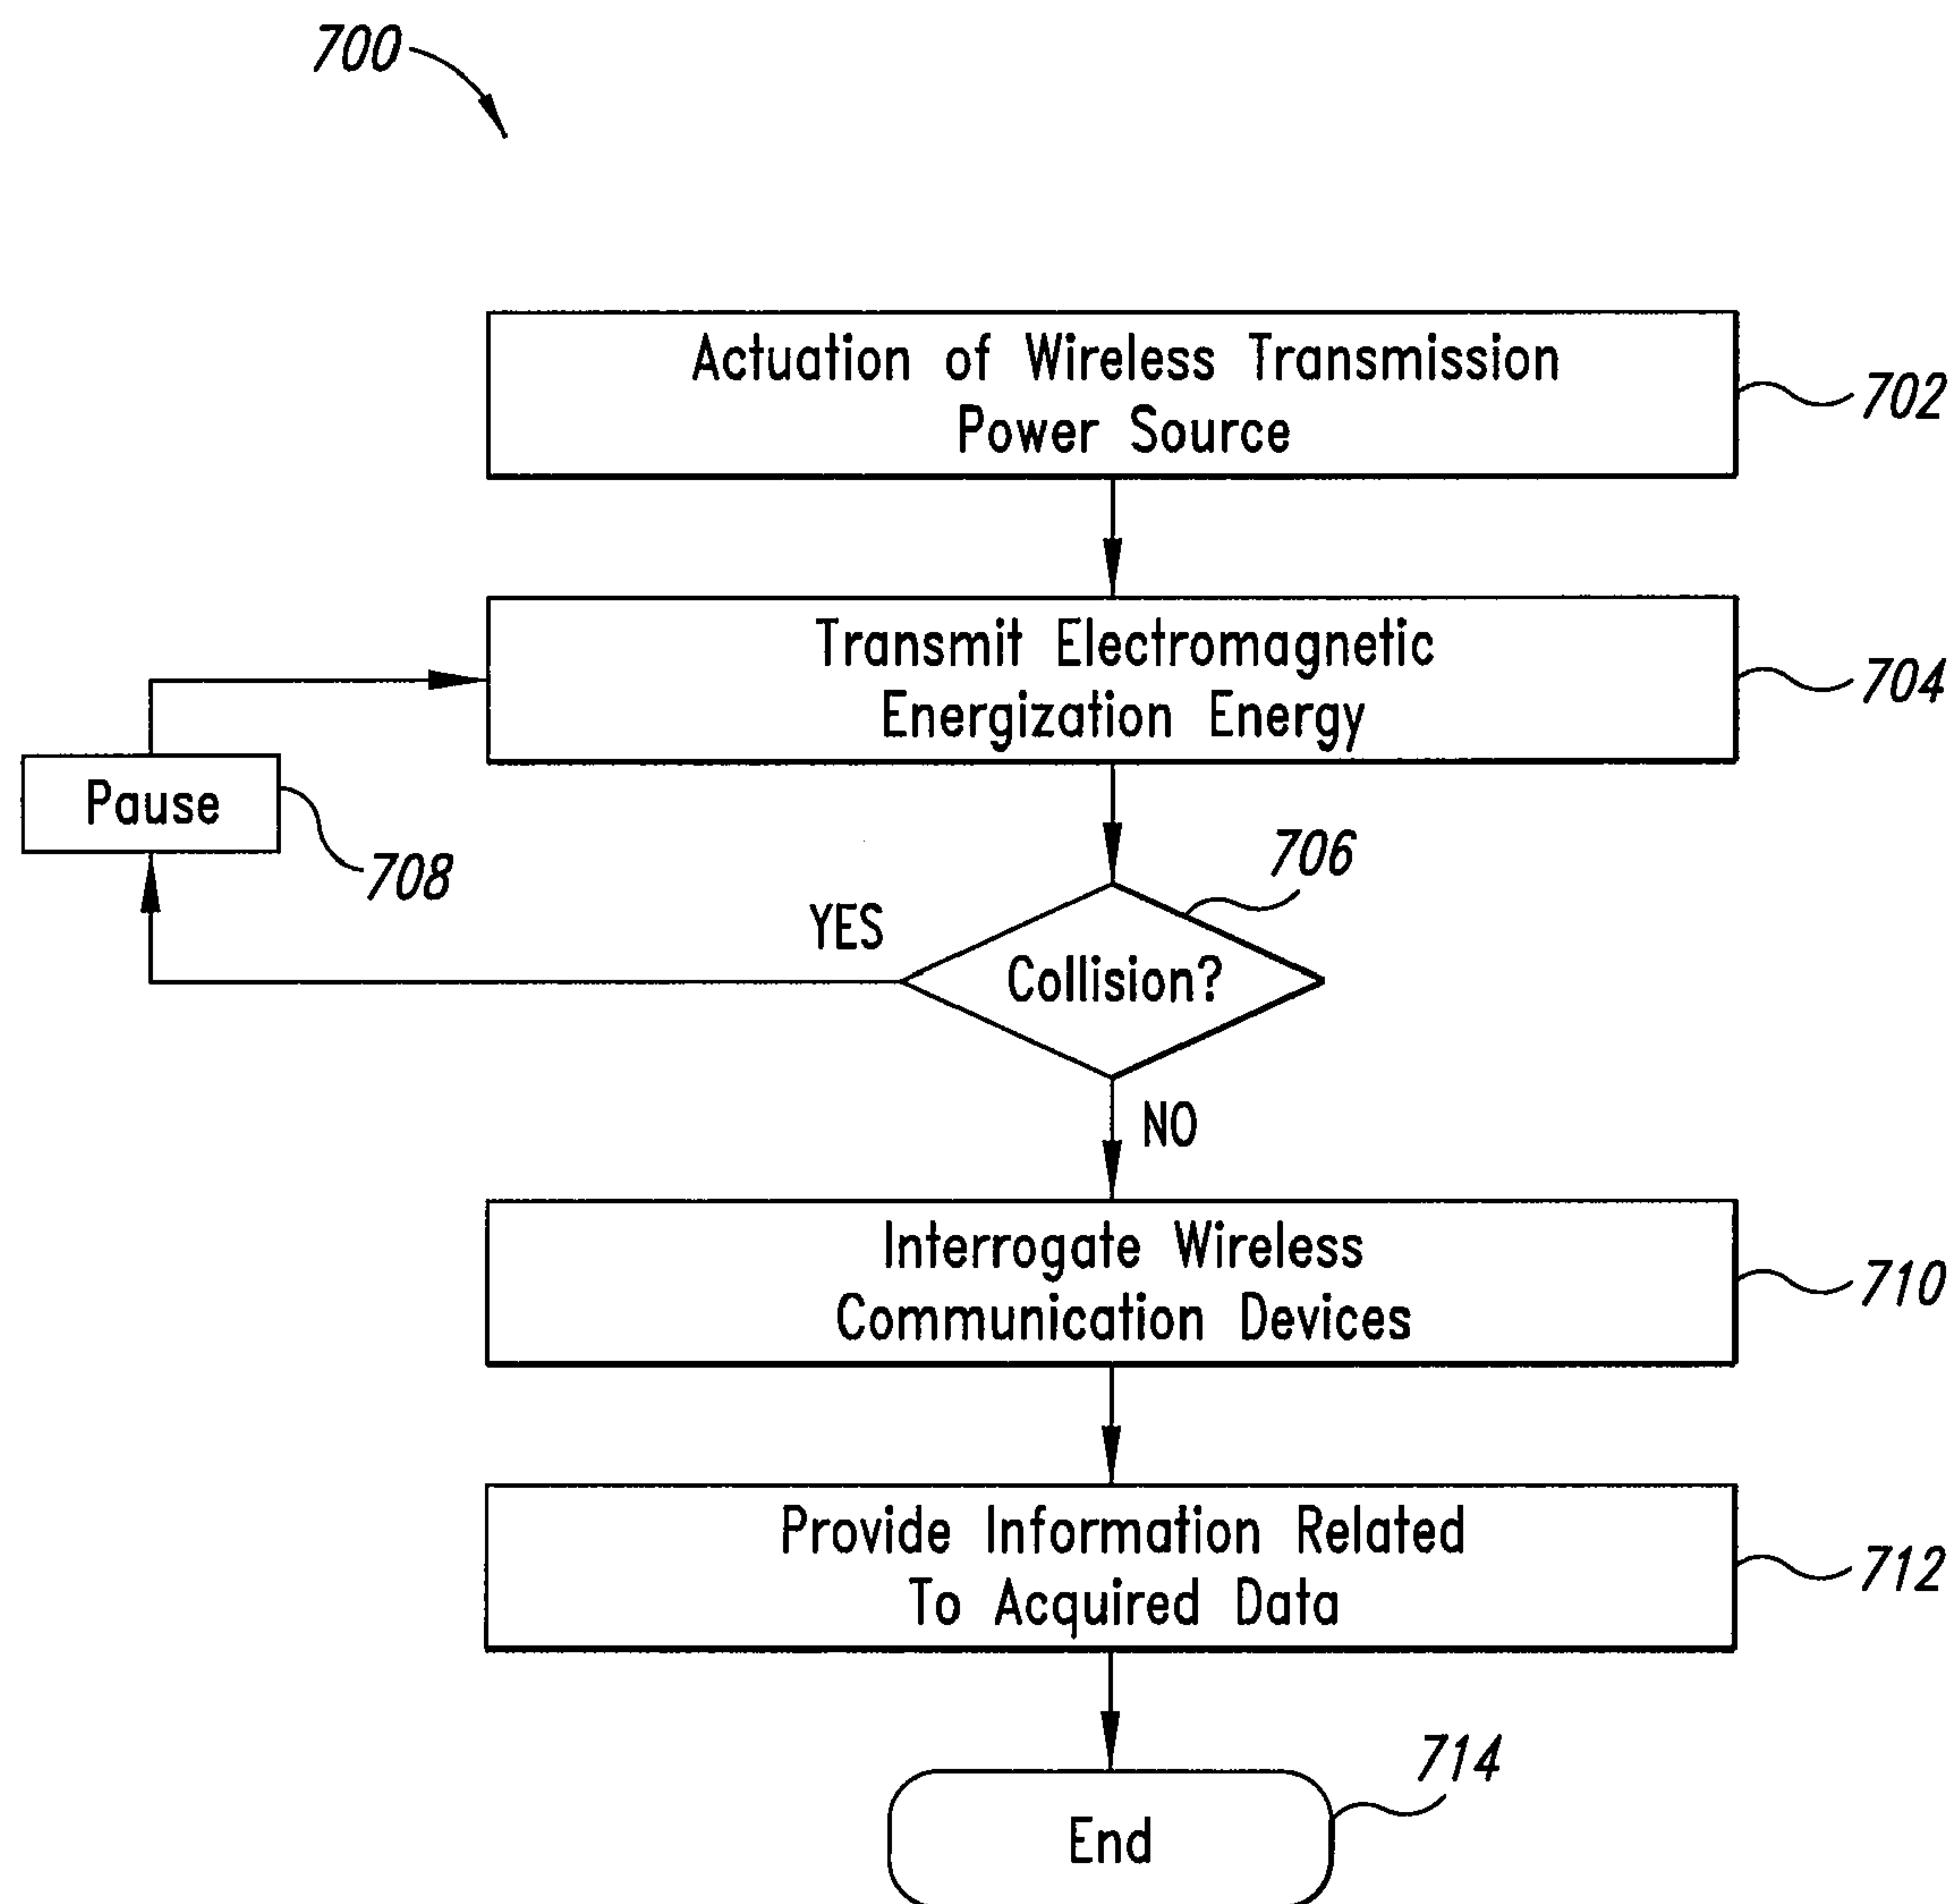 700
Actuation of Wireless Transmission
Power Source
702
Transmit Electromagnetic
Energization Energy
704
Pause
708
706
YES
Collision?
NO
Interrogate Wireless
Communication Devices
710
Provide Information Related
To Acquired Data
712
714
End